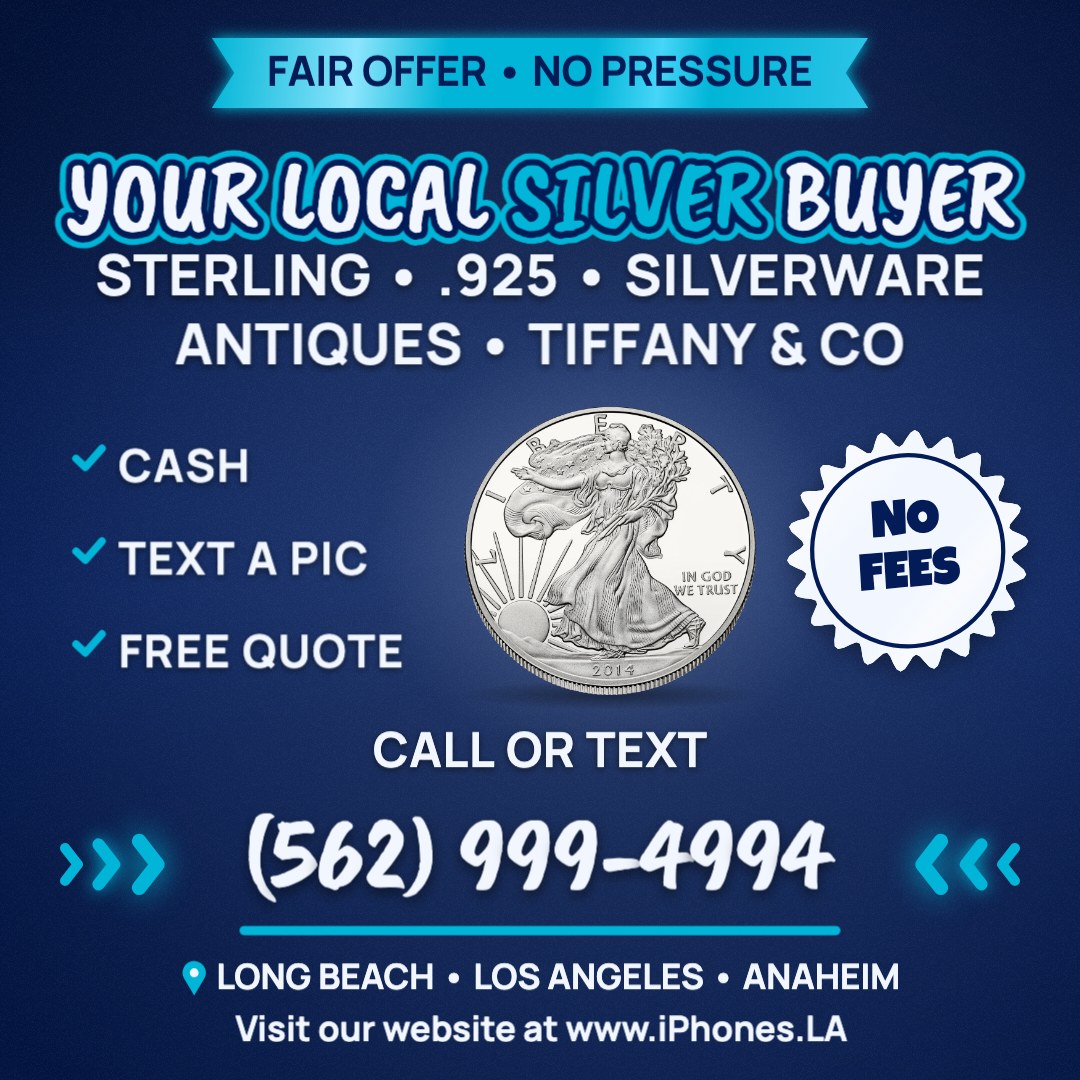 FAIR OFFER • NO PRESSURE
YOUR LOCAL SILVER BUYER
STERLING • .925 • SILVERWARE
ANTIQUES • TIFFANY & CO
CASH
TEXT A PIC
FREE QUOTE
LIBERTY
IN GOD
WE TRUST
2014
NO
FEES
CALL OR TEXT
(562) 999-4994
LONG BEACH • LOS ANGELES • ANAHEIM
Visit our website at www.iPhones.LA